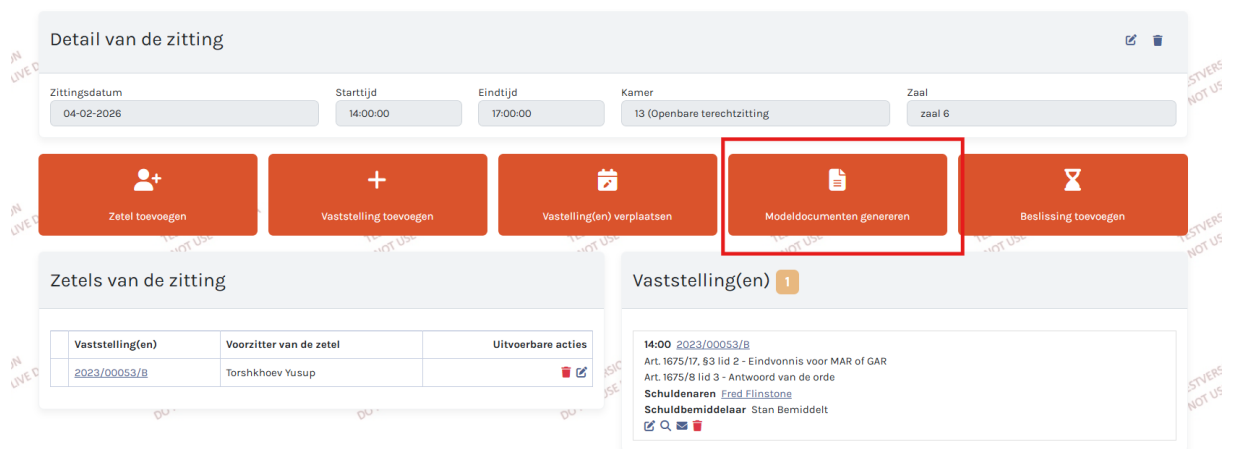 Detail van de zitting
Zittingsdatum Starttijd Eindtijd Kamer Zaal
04-02-2026 14:00:00 17:00:00 13 (Openbare terechtzitting zaal 6
Zetel toevoegen Vaststelling toevoegen Vastelling(en) verplaatsen Modeldocumenten genereren Beslissing toevoegen
Zetels van de zitting
Vaststelling(en) Voorzitter van de zetel Uitvoerbare acties
2023/00053/B Torshkhoev Yusup
Vaststelling(en) 1
14:00 2023/00053/B
Art. 1675/17, §3 lid 2 - Eindvonnis voor MAR of GAR
Art. 1675/8 lid 3 - Antwoord van de orde
Schuldenaren Fred Flinstone
Schuldbemiddelaar Stan Bemiddelt